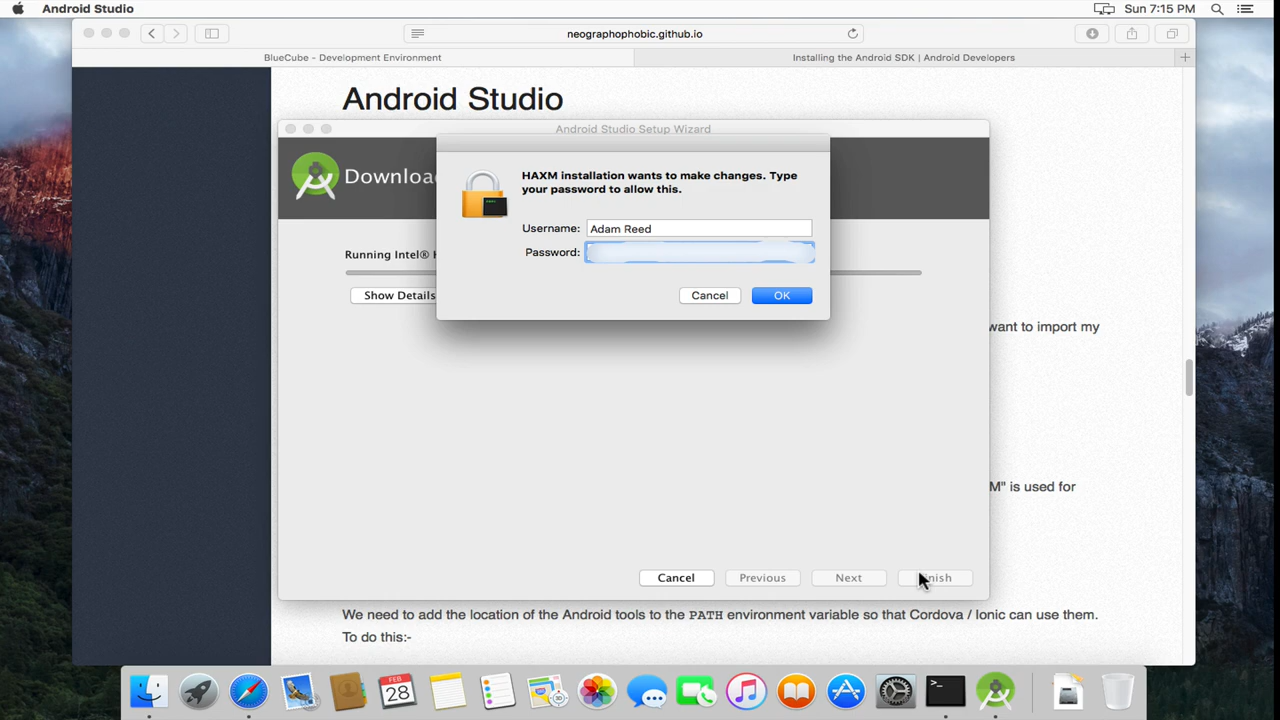 Android Studio
Sun 7:15 PM
neographophobic.github.io
BlueCube - Development Environment
Installing the Android SDK | Android Developers
Android Studio
Android Studio Setup Wizard
HAXM installation wants to make changes. Type
your password to allow this.
Username: Adam Reed
Password:
Cancel
OK
Running Intel®
Show Details
want to import my
M" is used for
Cancel
Previous
Next
We need to add the location of the Android tools to the PATH environment variable so that Cordova / Ionic can use them.
To do this:-
FEB
28